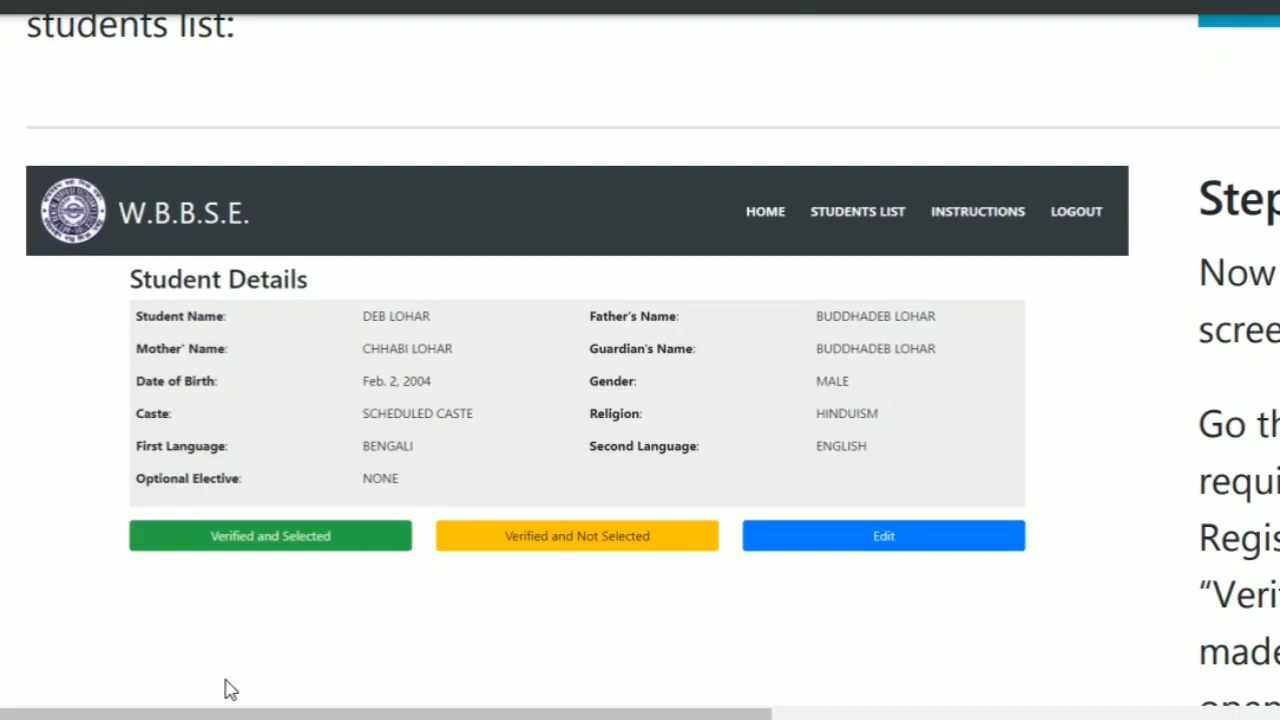 students list:
W.B.B.S.E.
HOME STUDENTS LIST INSTRUCTIONS LOGOUT
Student Details
Student Name: DEB LOHAR Father's Name: BUDDHADEB LOHAR
Mother' Name: CHHABI LOHAR Guardian's Name: BUDDHADEB LOHAR
Date of Birth: Feb. 2, 2004 Gender: MALE
Caste: SCHEDULED CASTE Religion: HINDUISM
First Language: BENGALI Second Language: ENGLISH
Optional Elective: NONE
Verified and Selected Verified and Not Selected Edit
Step
Now
scree
Go th
requi
Regis
“Veri
made